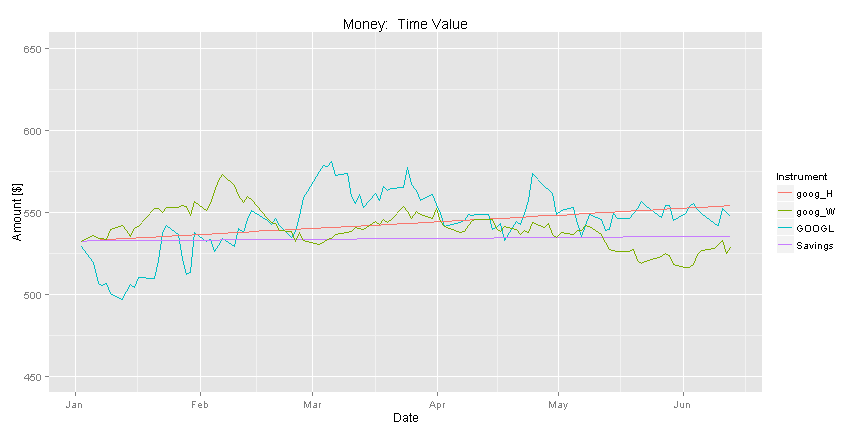 Money: Time Value
Amount [$]
650
600
550
500
450
Jan Feb Mar Apr May Jun
Date
Instrument
goog_H
goog_W
GOOGL
Savings